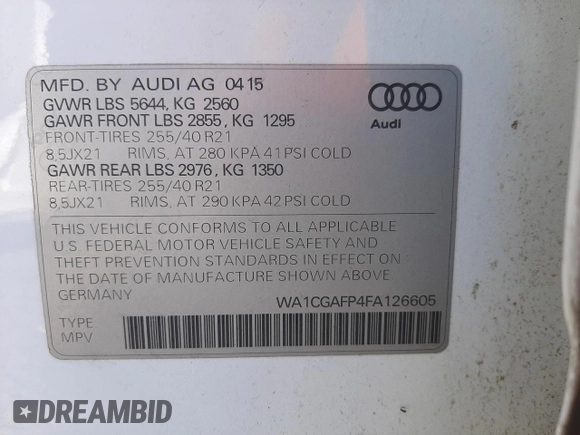 MFD. BY AUDI AG 04 15
GVWR LBS 5644, KG 2560
GAWR FRONT LBS 2855, KG 1295
FRONT-TIRES 255/40 R21
8,5JX21 RIMS, AT 280 KPA 41 PSI COLD
GAWR REAR LBS 2976, KG 1350
REAR-TIRES 255/40 R21
8,5JX21 RIMS, AT 290 KPA 42 PSI COLD
Audi
THIS VEHICLE CONFORMS TO ALL APPLICABLE
U.S. FEDERAL MOTOR VEHICLE SAFETY AND
THEFT PREVENTION STANDARDS IN EFFECT ON
THE DATE OF MANUFACTURE SHOWN ABOVE.
GERMANY WA1CGAFP4FA126605
TYPE
MPV
DREAMBID